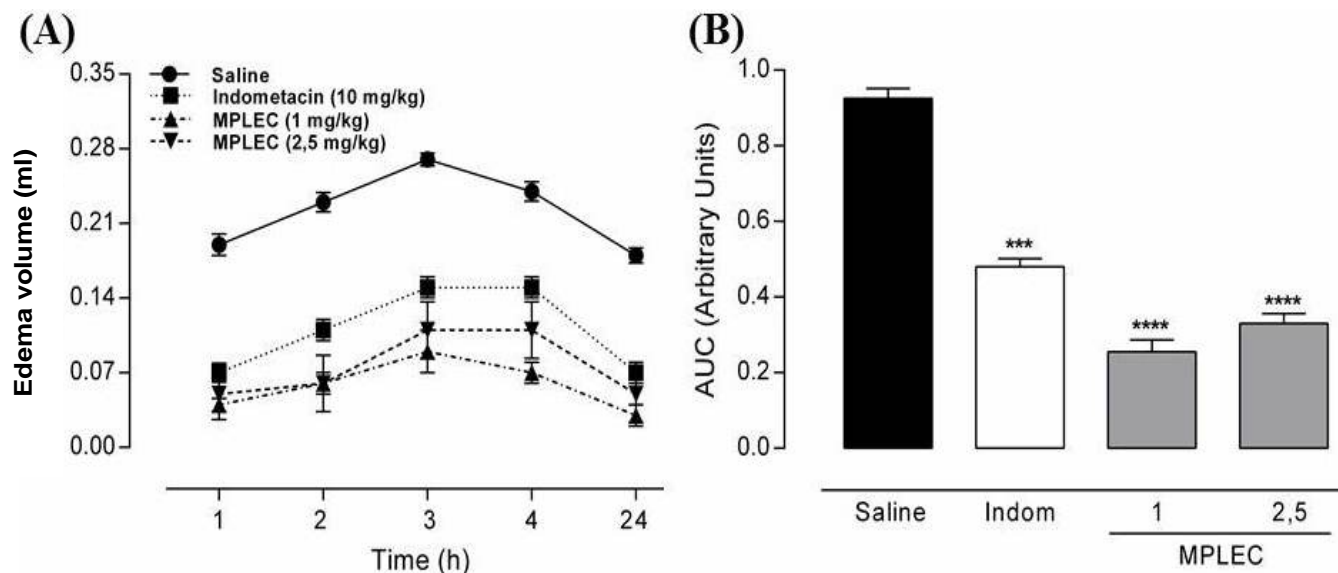 (A)
Edema volume (ml)
0.35
0.28
0.21
0.14
0.07
0.00
Saline
Indometacin (10 mg/kg)
MPLEC (1 mg/kg)
MPLEC (2,5 mg/kg)
1 2 3 4 24
Time (h)
(B)
AUC (Arbitrary Units)
1.0
0.8
0.6
0.4
0.2
0.0
***
****
****
Saline Indom 1 2,5
MPLEC